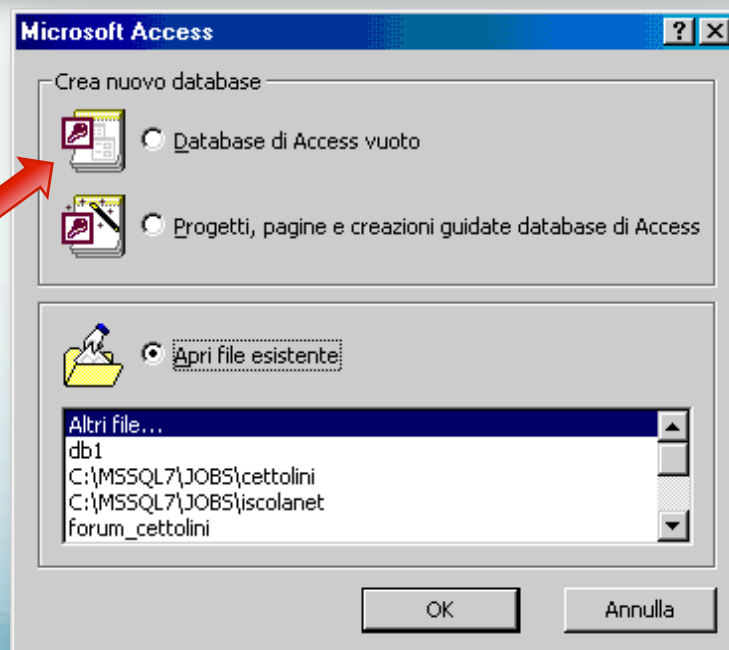 Microsoft Access
Crea nuovo database
Database di Access vuoto
Progetti, pagine e creazioni guidate database di Access
Apri file esistente
Altri file...
db1
C:\MSSQL7\JOBS\cettolini
C:\MSSQL7\JOBS\iscolanet
forum_cettolini
OK Annulla